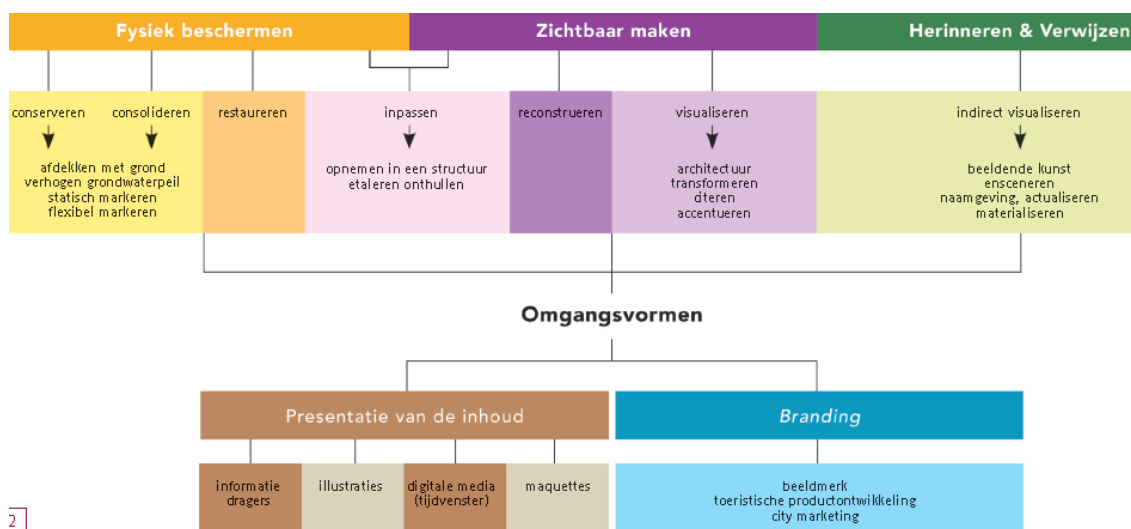 Fysiek beschermen
Zichtbaar maken
Herinneren & Verwijzen
conserveren
consolideren
restaureren
inpassen
reconstrueren
visualiseren
indirect visualiseren
afdekken met grond
verhogen grondwaterpeil
statisch markeren
flexibel markeren
opnemen in een structuur
etaleren onthullen
architectuur
transformeren
citeren
accentueren
beeldende kunst
ensceneren
naamgeving, actualiseren
materialiseren
Omgangsvormen
Presentatie van de inhoud
Branding
informatie
dragers
illustraties
digitale media
(tijdvenster)
maquettes
beeldmerk
toeristische productontwikkeling
city marketing
2